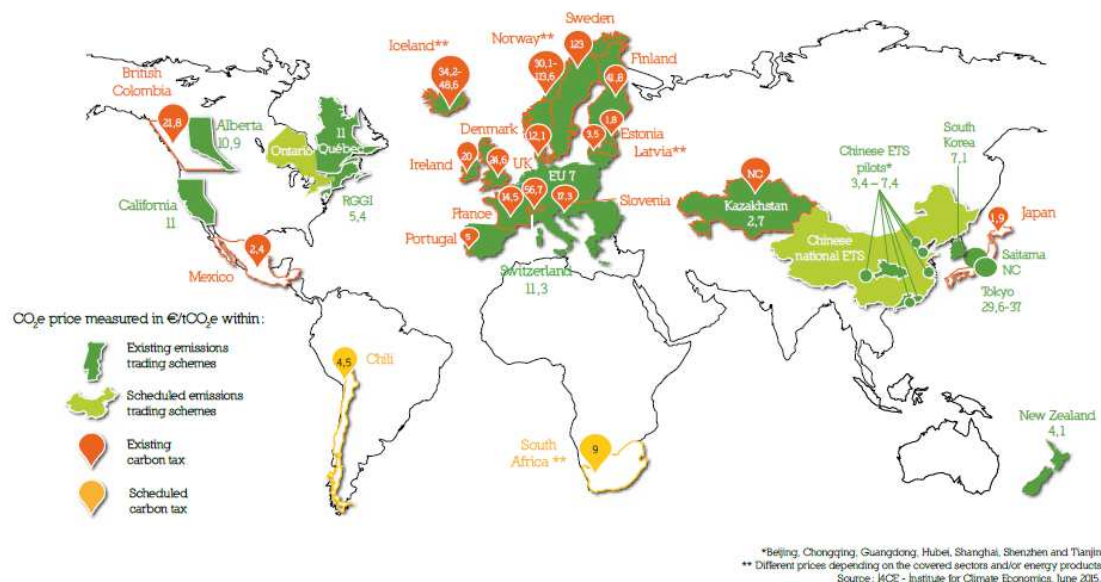 Sweden
123
Norway**
30,1-
113,6
Iceland**
34,2-
48,6
Finland
41,8
British
Colombia
21,8
Alberta
10,9
11
Québec
Ontario
RGGI
5,4
California
11
Mexico
2,4
Denmark
12,1
Estonia
1,8
Latvia**
3,5
Ireland
20
UK
24,6
EU 7
France
14,5
56,7
17,3
Slovenia
Portugal
5
Switzerland
11,3
NC
Kazakhstan
2,7
Chinese ETS
pilots*
3,4 – 7,4
South
Korea
7,1
Chinese
national ETS
Japan
1,9
Saitama
NC
Tokyo
29,6-37
CO₂e price measured in €/tCO₂e within :
Existing emissions
trading schemes
Scheduled emissions
trading schemes
Existing
carbon tax
Scheduled
carbon tax
4,5
Chili
South
Africa **
9
New Zealand
4,1
*Beijing, Chongqing, Guangdong, Hubei, Shanghai, Shenzhen and Tianjin
** Different prices depending on the covered sectors and/or energy products
Source : I4CE - Institute for Climate Economics, June 2015